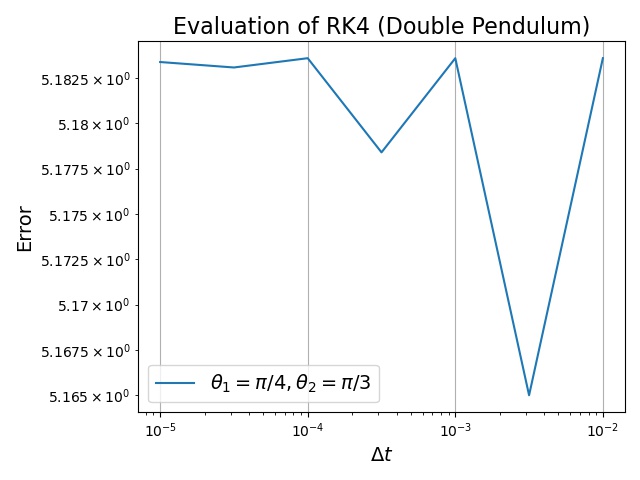 Evaluation of RK4 (Double Pendulum)
5.1825 × 10⁰
5.18 × 10⁰
5.1775 × 10⁰
5.175 × 10⁰
5.1725 × 10⁰
5.17 × 10⁰
5.1675 × 10⁰
5.165 × 10⁰
Error
θ₁ = π/4, θ₂ = π/3
10⁻⁵ 10⁻⁴ 10⁻³ 10⁻²
Δt